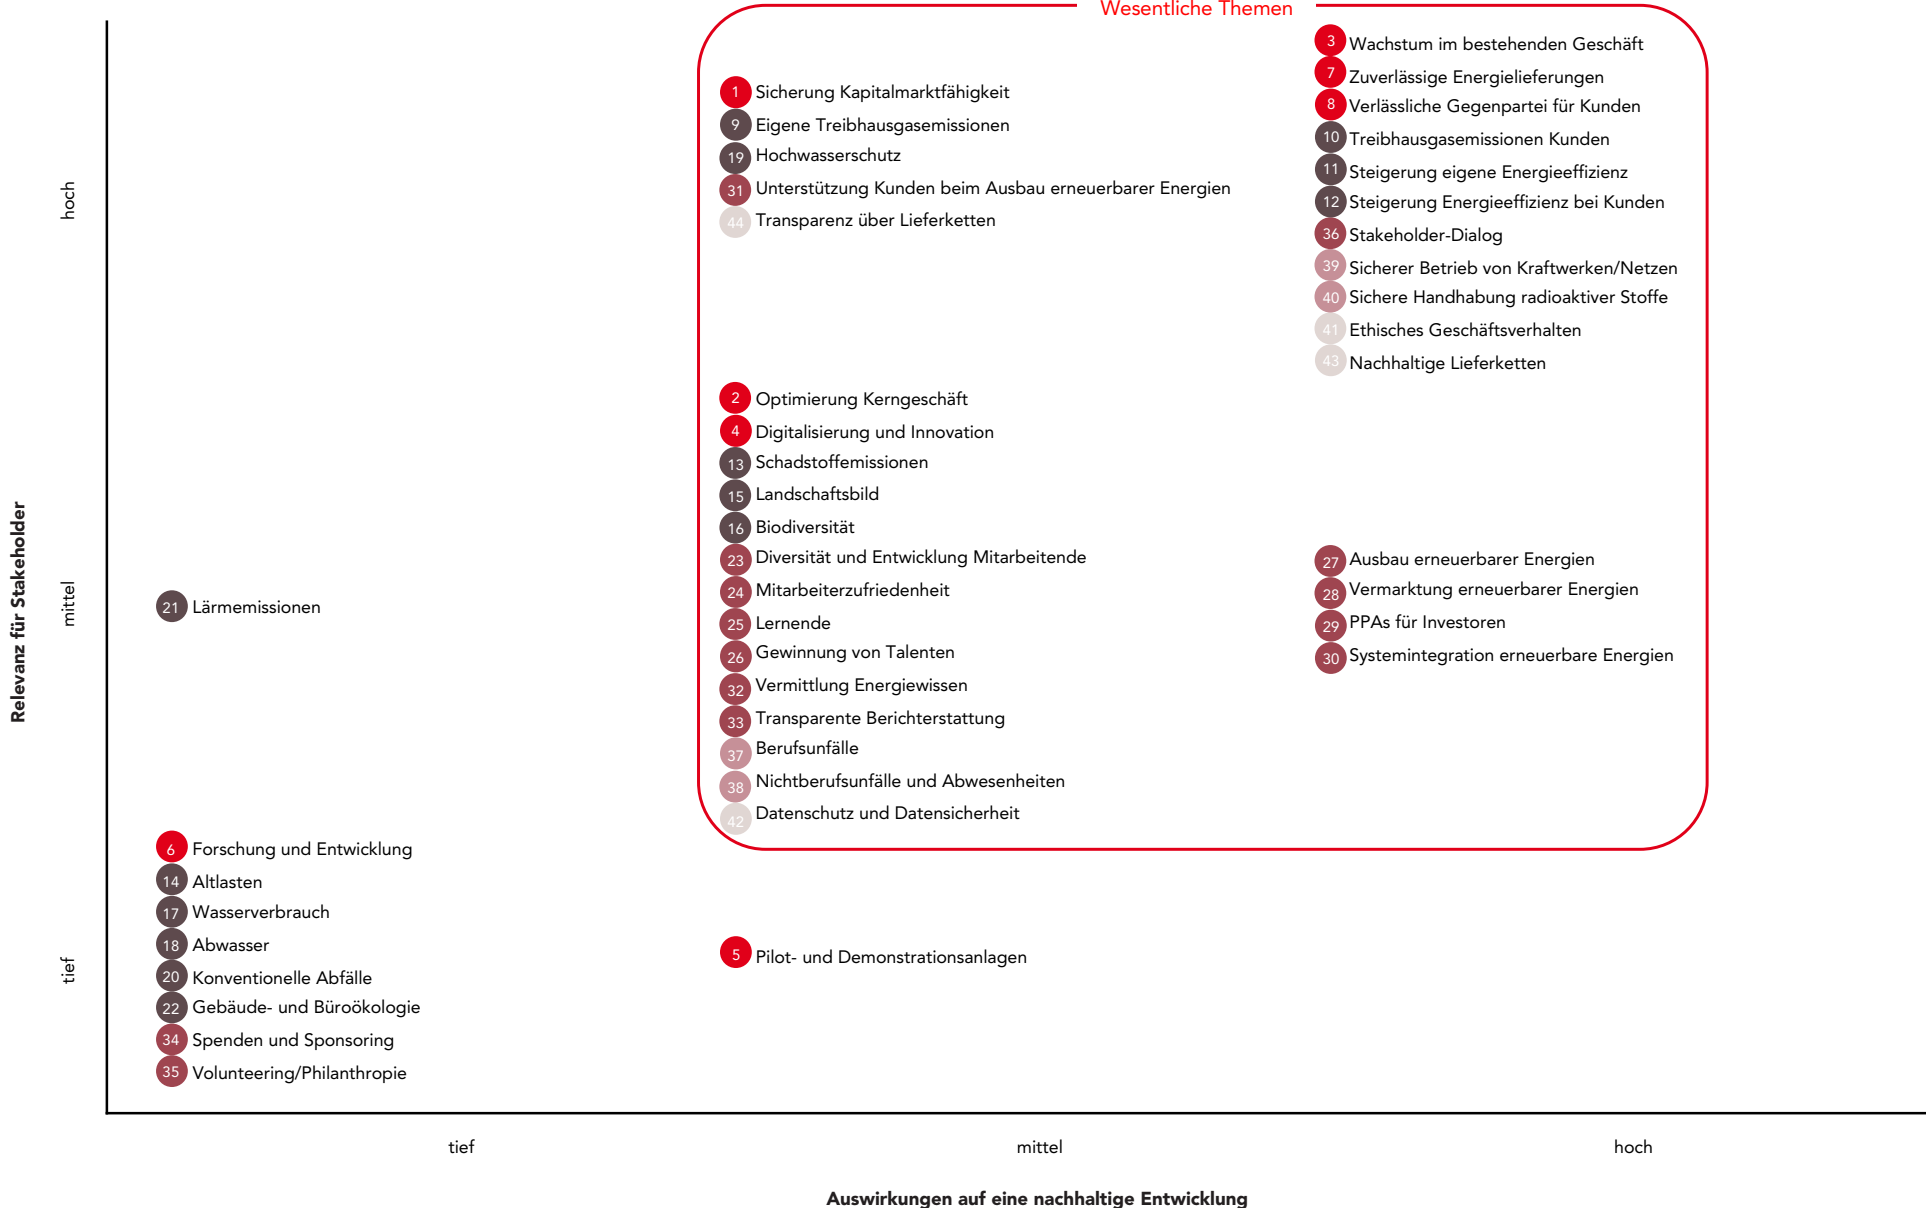 Wesentliche Themen
Relevanz für Stakeholder
hoch
mittel
tief
1 Sicherung Kapitalmarktfähigkeit
9 Eigene Treibhausgasemissionen
19 Hochwasserschutz
31 Unterstützung Kunden beim Ausbau erneuerbarer Energien
44 Transparenz über Lieferketten
3 Wachstum im bestehenden Geschäft
7 Zuverlässige Energielieferungen
8 Verlässliche Gegenpartei für Kunden
10 Treibhausgasemissionen Kunden
11 Steigerung eigene Energieeffizienz
12 Steigerung Energieeffizienz bei Kunden
36 Stakeholder-Dialog
39 Sicherer Betrieb von Kraftwerken/Netzen
40 Sichere Handhabung radioaktiver Stoffe
41 Ethisches Geschäftsverhalten
43 Nachhaltige Lieferketten
21 Lärmemissionen
2 Optimierung Kerngeschäft
4 Digitalisierung und Innovation
13 Schadstoffemissionen
15 Landschaftsbild
16 Biodiversität
23 Diversität und Entwicklung Mitarbeitende
24 Mitarbeiterzufriedenheit
25 Lernende
26 Gewinnung von Talenten
32 Vermittlung Energiewissen
33 Transparente Berichterstattung
37 Berufsunfälle
38 Nichtberufsunfälle und Abwesenheiten
42 Datenschutz und Datensicherheit
27 Ausbau erneuerbarer Energien
28 Vermarktung erneuerbarer Energien
29 PPAs für Investoren
30 Systemintegration erneuerbare Energien
6 Forschung und Entwicklung
14 Altlasten
17 Wasserverbrauch
18 Abwasser
20 Konventionelle Abfälle
22 Gebäude- und Büroökologie
34 Spenden und Sponsoring
35 Volunteering/Philanthropie
5 Pilot- und Demonstrationsanlagen
tief
mittel
hoch
Auswirkungen auf eine nachhaltige Entwicklung